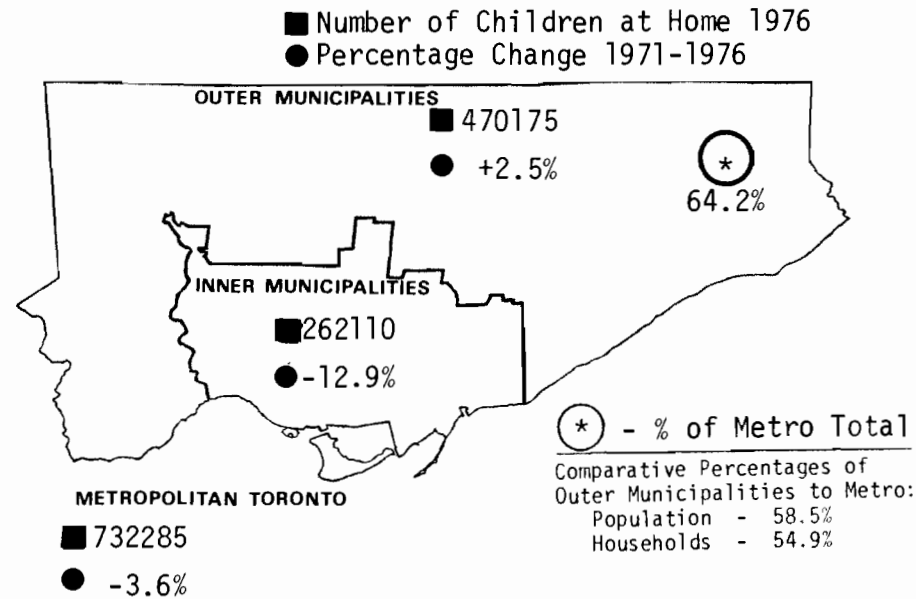 ■ Number of Children at Home 1976
● Percentage Change 1971-1976
OUTER MUNICIPALITIES
■ 470175
● +2.5%
*
64.2%
INNER MUNICIPALITIES
■ 262110
● -12.9%
* - % of Metro Total
Comparative Percentages of
Outer Municipalities to Metro:
Population - 58.5%
Households - 54.9%
METROPOLITAN TORONTO
■ 732285
● -3.6%